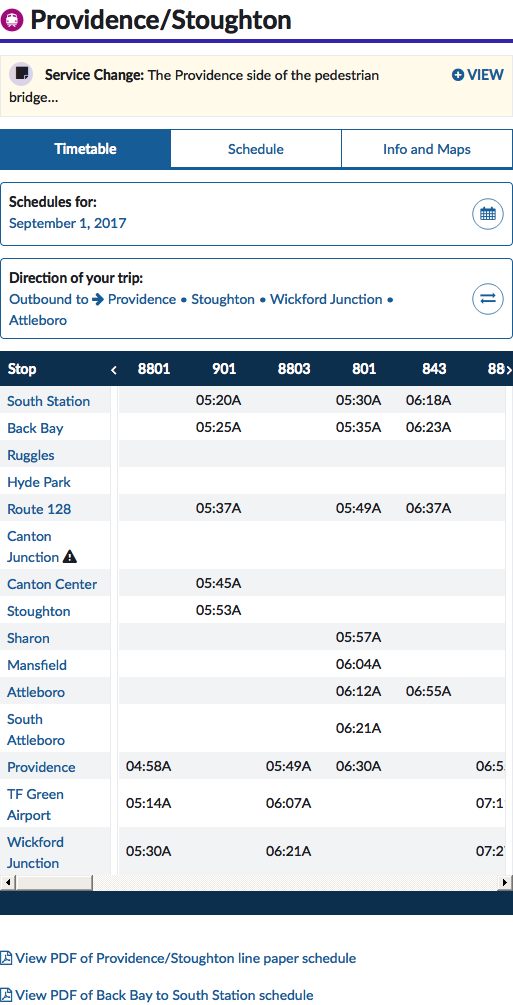 Providence/Stoughton
Service Change: The Providence side of the pedestrian
bridge...
VIEW
Timetable Schedule Info and Maps
Schedules for:
September 1, 2017
Direction of your trip:
Outbound to → Providence • Stoughton • Wickford Junction •
Attleboro
Stop < 8801 901 8803 801 843 88 >
South Station 05:20A 05:30A 06:18A
Back Bay 05:25A 05:35A 06:23A
Ruggles
Hyde Park
Route 128 05:37A 05:49A 06:37A
Canton
Junction
Canton Center 05:45A
Stoughton 05:53A
Sharon 05:57A
Mansfield 06:04A
Attleboro 06:12A 06:55A
South
Attleboro 06:21A
Providence 04:58A 05:49A 06:30A 06:5
TF Green
Airport 05:14A 06:07A 07:1
Wickford
Junction 05:30A 06:21A 07:2
View PDF of Providence/Stoughton line paper schedule
View PDF of Back Bay to South Station schedule